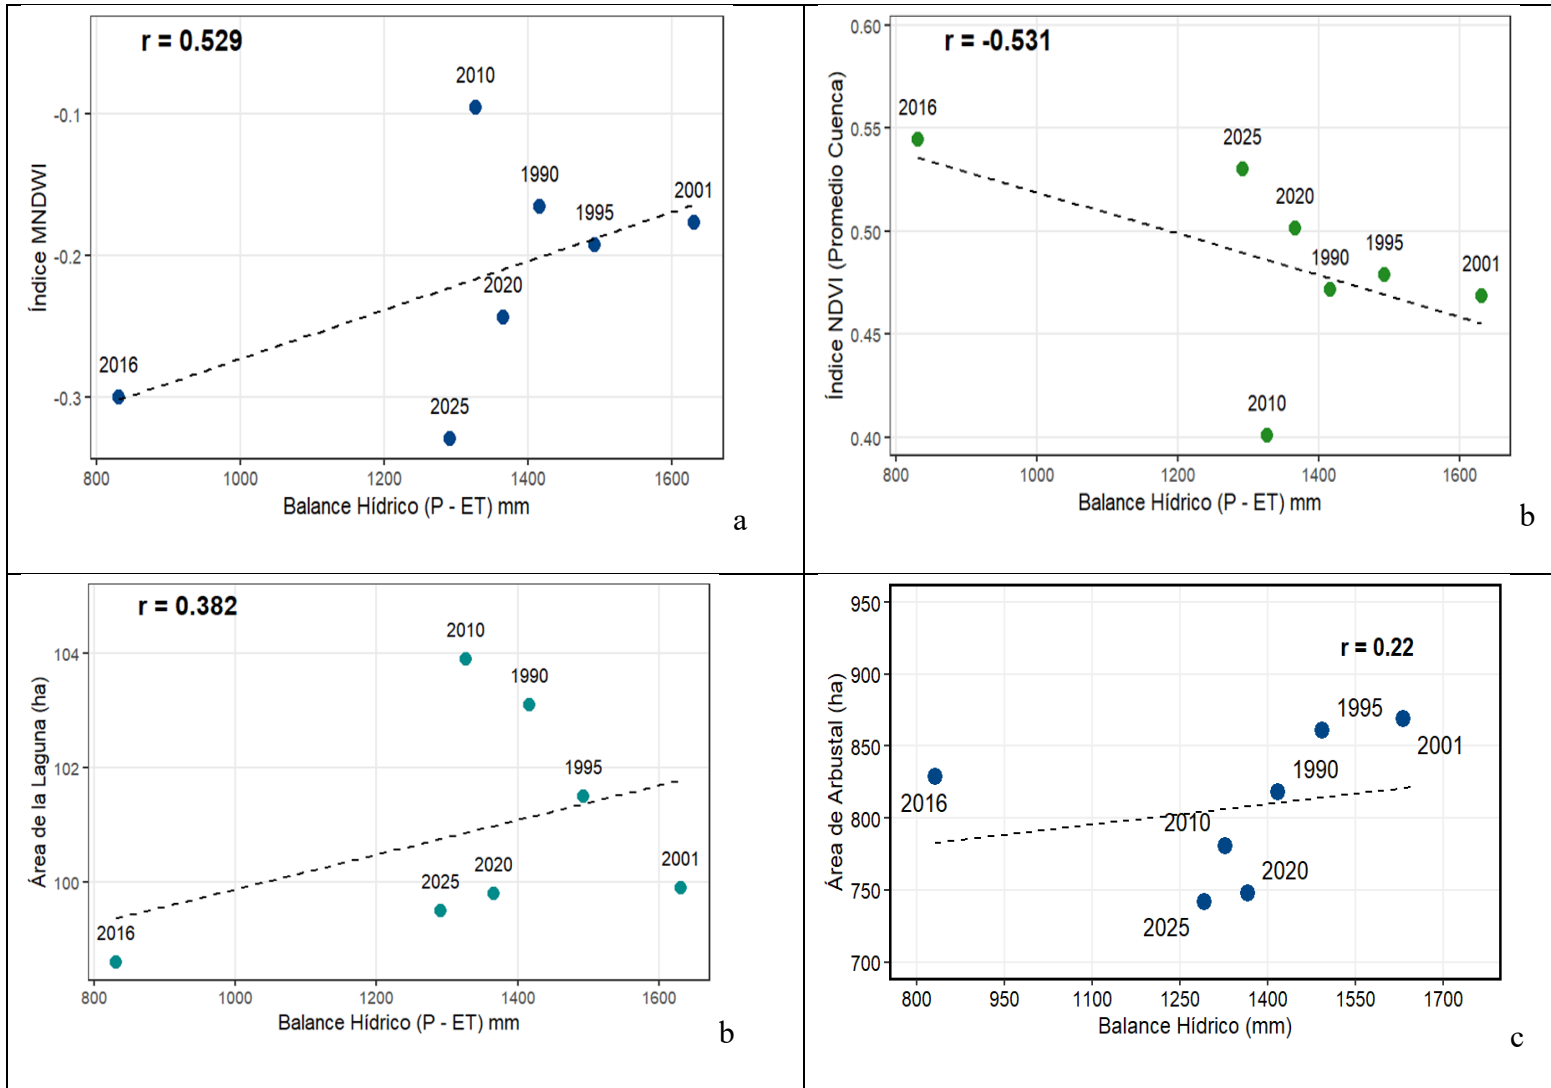 r = 0.529
2010
-0.1
1990
2001
1995
-0.2
2020
2016
-0.3
2025
Índice MNDWI
800 1000 1200 1400 1600
Balance Hídrico (P - ET) mm
a
0.60
r = -0.531
2016
0.55
2025
2020
0.50
1990
1995
2001
0.45
2010
0.40
Índice NDVI (Promedio Cuenca)
800 1000 1200 1400 1600
Balance Hídrico (P - ET) mm
b
r = 0.382
2010
104
1990
102
1995
2025
2020
2001
100
2016
Área de la Laguna (ha)
800 1000 1200 1400 1600
Balance Hídrico (P - ET) mm
b
950
r = 0.22
900
1995
850
2001
1990
2016
800
2010
2020
750
2025
700
Área de Arbustal (ha)
800 950 1100 1250 1400 1550 1700
Balance Hídrico (mm)
c